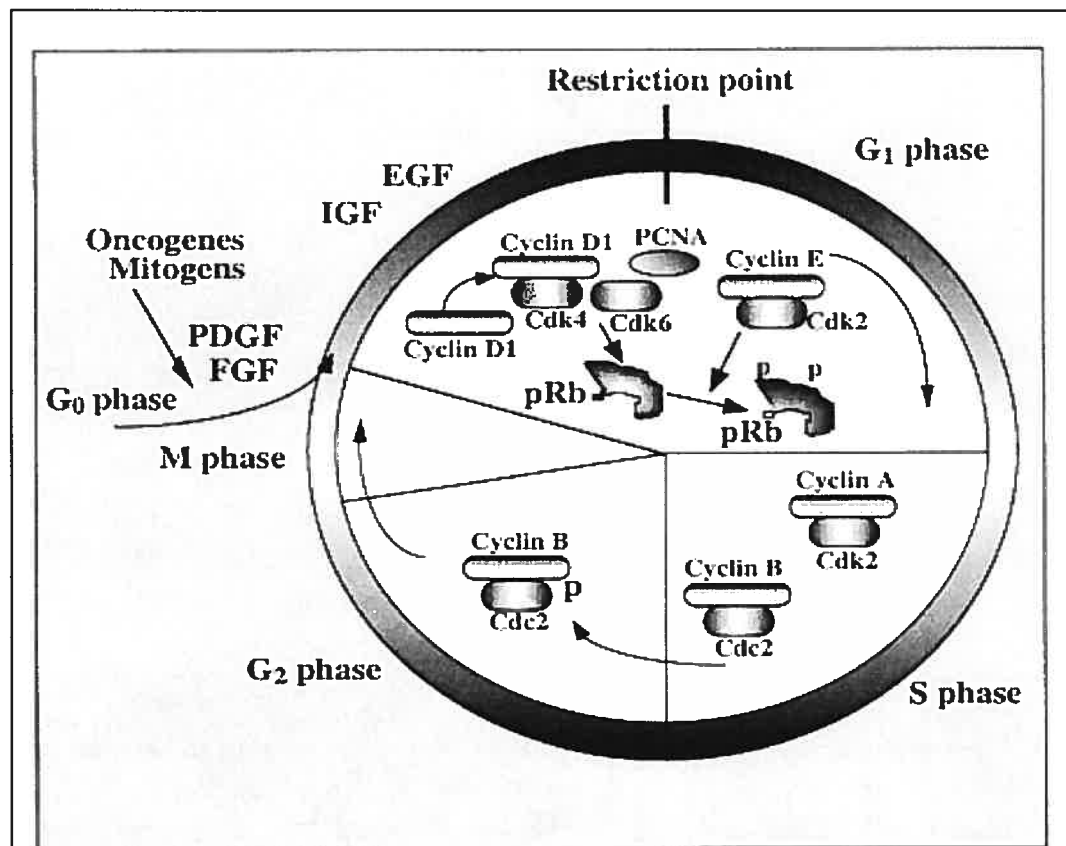 Restriction point
G₁ phase
EGF
IGF
Oncogenes
Mitogens
PDGF
FGF
G₀ phase
M phase
Cyclin D1
PCNA
Cyclin E
Cdk4
Cdk6
Cdk2
Cyclin D1
pRb
p p
pRb
Cyclin A
Cdk2
Cyclin B
Cdc2
Cyclin B
p
Cdc2
G₂ phase
S phase